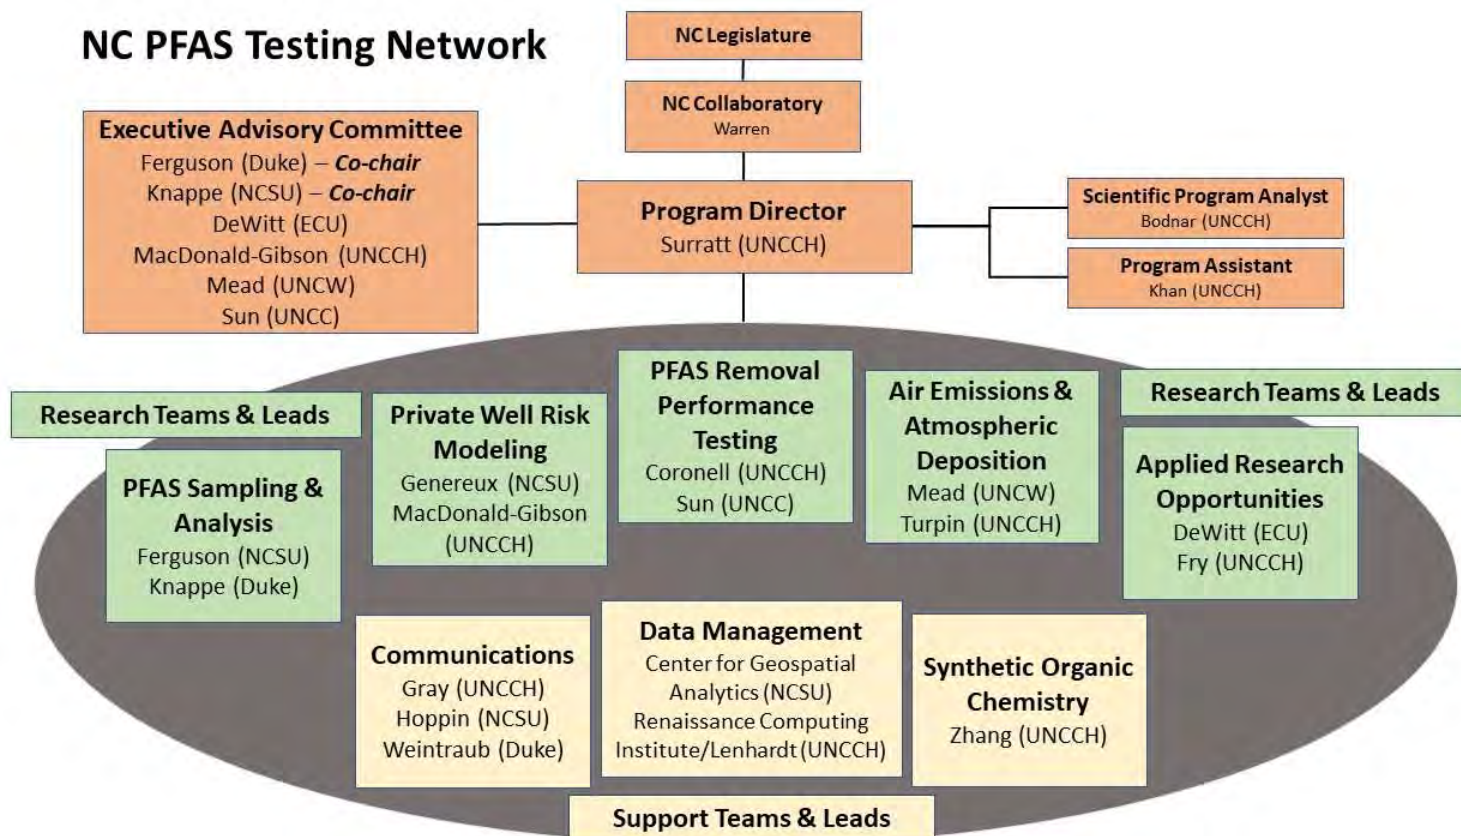 NC PFAS Testing Network
NC Legislature
NC Collaboratory
Warren
Executive Advisory Committee
Ferguson (Duke) – Co-chair
Knappe (NCSU) – Co-chair
DeWitt (ECU)
MacDonald-Gibson (UNCCH)
Mead (UNCW)
Sun (UNCC)
Program Director
Surratt (UNCCH)
Scientific Program Analyst
Bodnar (UNCCH)
Program Assistant
Khan (UNCCH)
Research Teams & Leads
PFAS Sampling &
Analysis
Ferguson (NCSU)
Knappe (Duke)
Private Well Risk
Modeling
Genereux (NCSU)
MacDonald-Gibson
(UNCCH)
PFAS Removal
Performance
Testing
Coronell (UNCCH)
Sun (UNCC)
Air Emissions &
Atmospheric
Deposition
Mead (UNCW)
Turpin (UNCCH)
Research Teams & Leads
Applied Research
Opportunities
DeWitt (ECU)
Fry (UNCCH)
Communications
Gray (UNCCH)
Hoppin (NCSU)
Weintraub (Duke)
Data Management
Center for Geospatial
Analytics (NCSU)
Renaissance Computing
Institute/Lenhardt (UNCCH)
Synthetic Organic
Chemistry
Zhang (UNCCH)
Support Teams & Leads